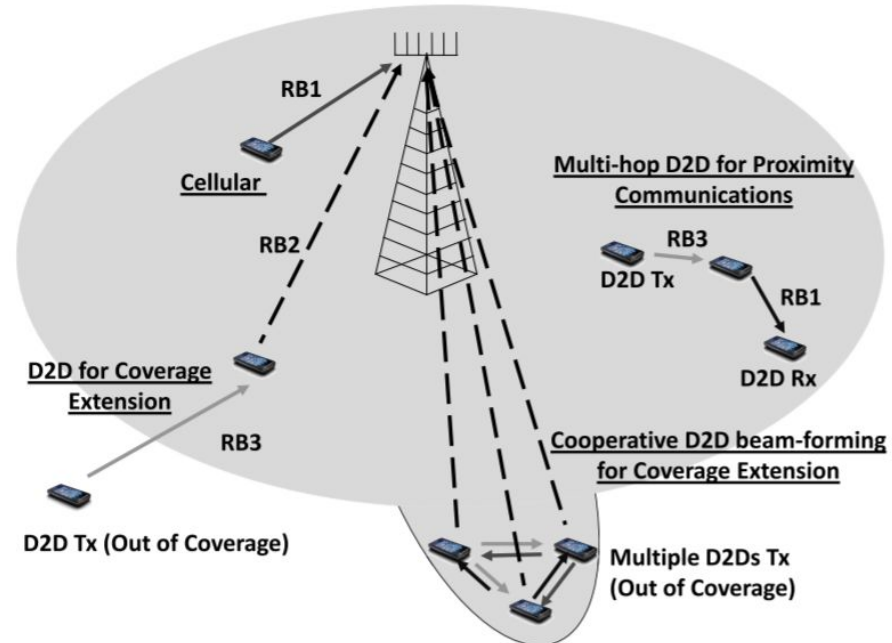 RB1
Cellular
RB2
Multi-hop D2D for Proximity
Communications
RB3
D2D Tx
RB1
D2D Rx
D2D for Coverage
Extension
RB3
D2D Tx (Out of Coverage)
Cooperative D2D beam-forming
for Coverage Extension
Multiple D2Ds Tx
(Out of Coverage)